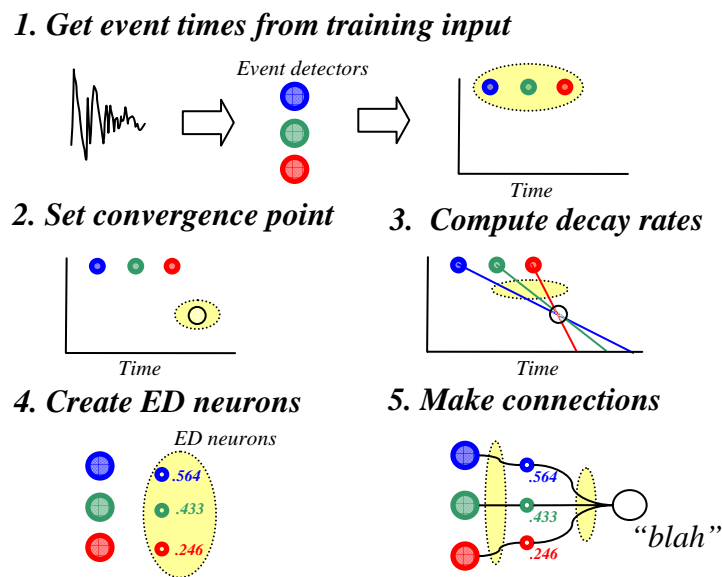 1. Get event times from training input
Event detectors
Time
2. Set convergence point
Time
3. Compute decay rates
Time
4. Create ED neurons
ED neurons
.564
.433
.246
5. Make connections
.564
.433
.246
“blah”